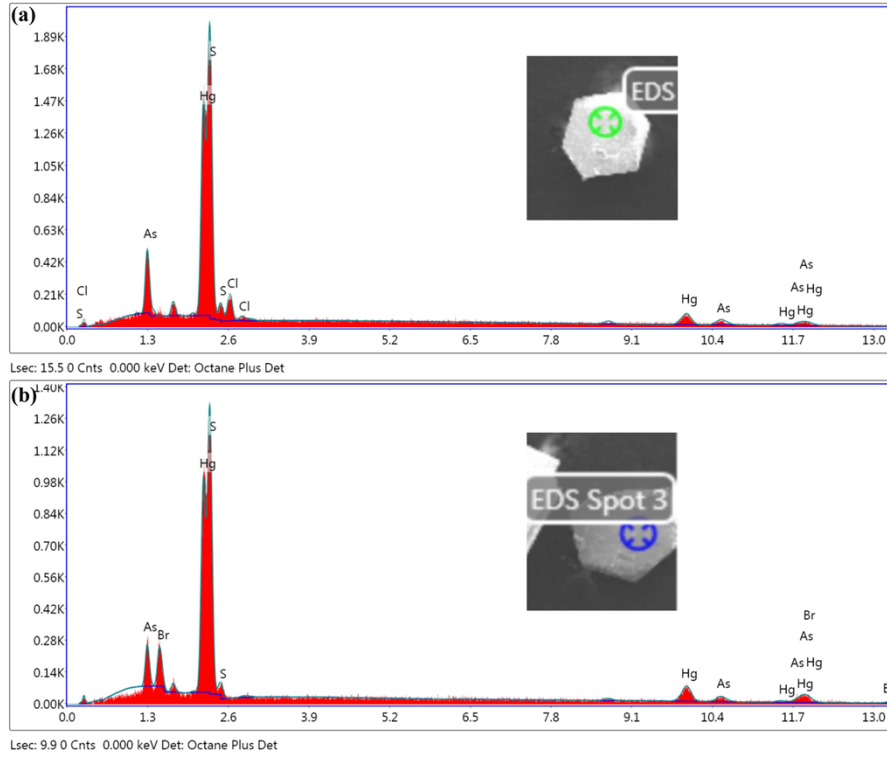 (a)
1.89K
1.68K
1.47K
1.26K
1.05K
0.84K
0.63K
0.42K
0.21K
0.00K
S
Hg
As
S
Cl
Cl
Cl
S
Hg
As
As
As Hg
Hg Hg
EDS
0.0 1.3 2.6 3.9 5.2 6.5 7.8 9.1 10.4 11.7 13.0
Lsec: 15.5 0 Cnts 0.000 keV Det: Octane Plus Det
(b)
1.40K
1.26K
1.12K
0.98K
0.84K
0.70K
0.56K
0.42K
0.28K
0.14K
0.00K
S
Hg
As Br
S
Hg
As
Br
As
As Hg
Hg Hg
EDS Spot 3
0.0 1.3 2.6 3.9 5.2 6.5 7.8 9.1 10.4 11.7 13.0
Lsec: 9.9 0 Cnts 0.000 keV Det: Octane Plus Det